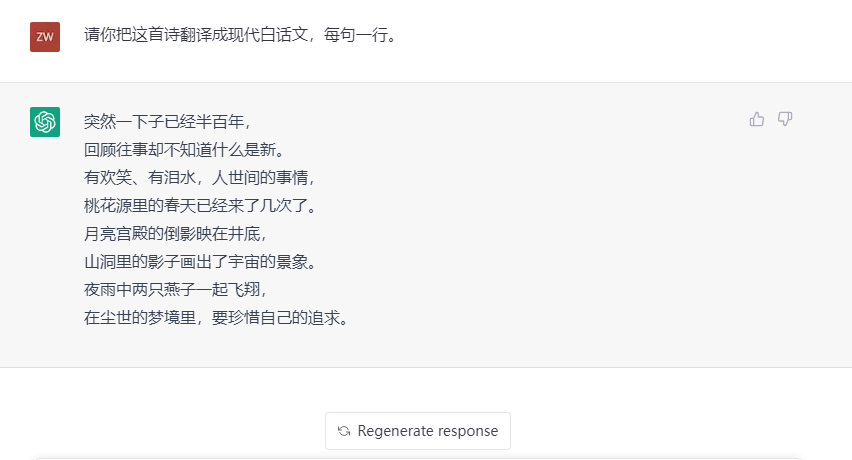 ZW
请你把这首诗翻译成现代白话文，每句一行。
突然一下子已经半百年，
回顾往事却不知道什么是新。
有欢笑、有泪水，人世间的事情，
桃花源里的春天已经来了几次了。
月亮宫殿的倒影映在井底，
山洞里的影子画出了宇宙的景象。
夜雨中两只燕子一起飞翔，
在尘世的梦境里，要珍惜自己的追求。
Regenerate response